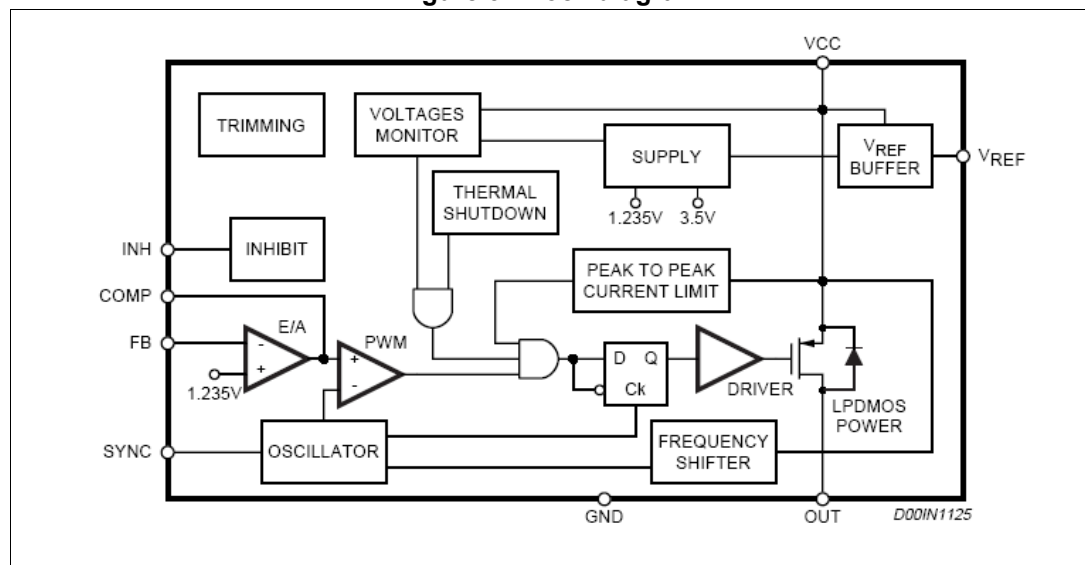 VCC
TRIMMING
VOLTAGES
MONITOR
SUPPLY
VREF
BUFFER
VREF
THERMAL
SHUTDOWN
1.235V
3.5V
INH
INHIBIT
PEAK TO PEAK
CURRENT LIMIT
COMP
E/A
FB
-
+
1.235V
PWM
+
-
D Q
Ck
DRIVER
LPDMOS
POWER
SYNC
OSCILLATOR
FREQUENCY
SHIFTER
GND
OUT
D00IN1125